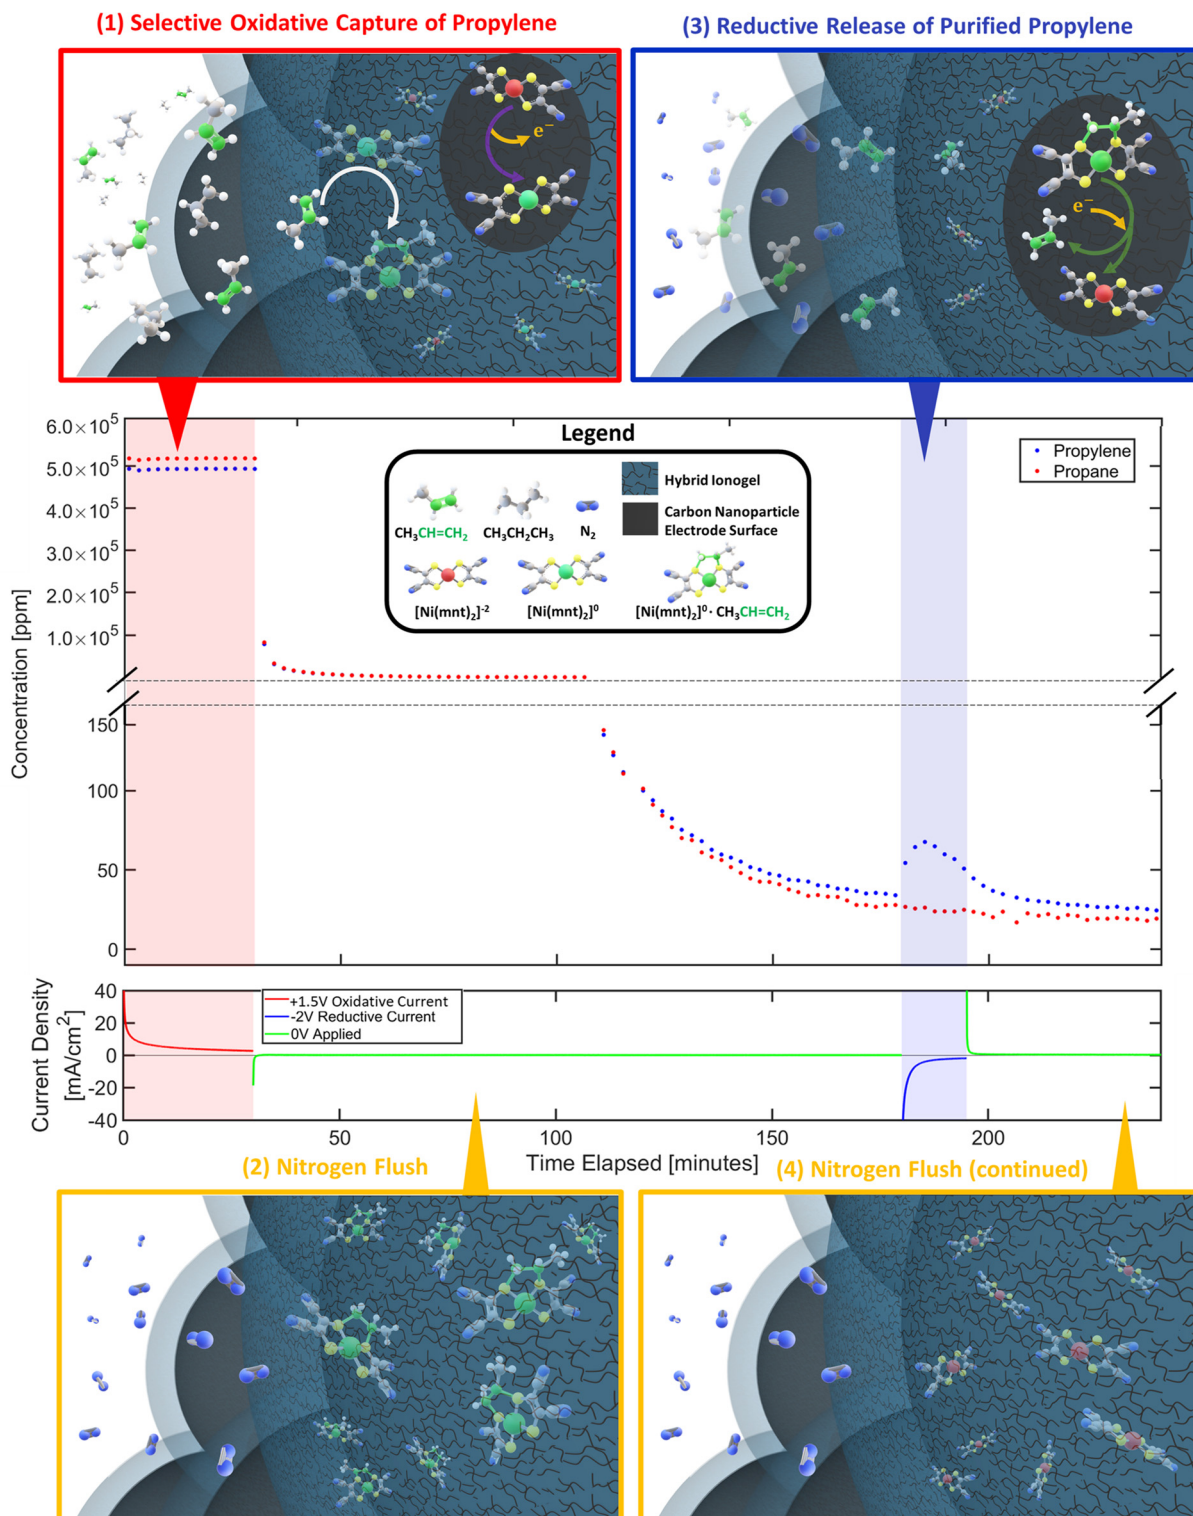 (1) Selective Oxidative Capture of Propylene
(3) Reductive Release of Purified Propylene
e⁻
e⁻
6.0×10⁵
5.0×10⁵
4.0×10⁵
3.0×10⁵
2.0×10⁵
1.0×10⁵
150
100
50
0
Concentration [ppm]
Legend
CH₃CH=CH₂
CH₃CH₂CH₃
N₂
Hybrid Ionogel
Carbon Nanoparticle
Electrode Surface
[Ni(mnt)₂]⁻²
[Ni(mnt)₂]⁰
[Ni(mnt)₂]⁰· CH₃CH=CH₂
Propylene
Propane
Current Density
[mA/cm²]
40
20
0
-20
-40
+1.5V Oxidative Current
-2V Reductive Current
0V Applied
0
50
100
150
200
Time Elapsed [minutes]
(2) Nitrogen Flush
(4) Nitrogen Flush (continued)